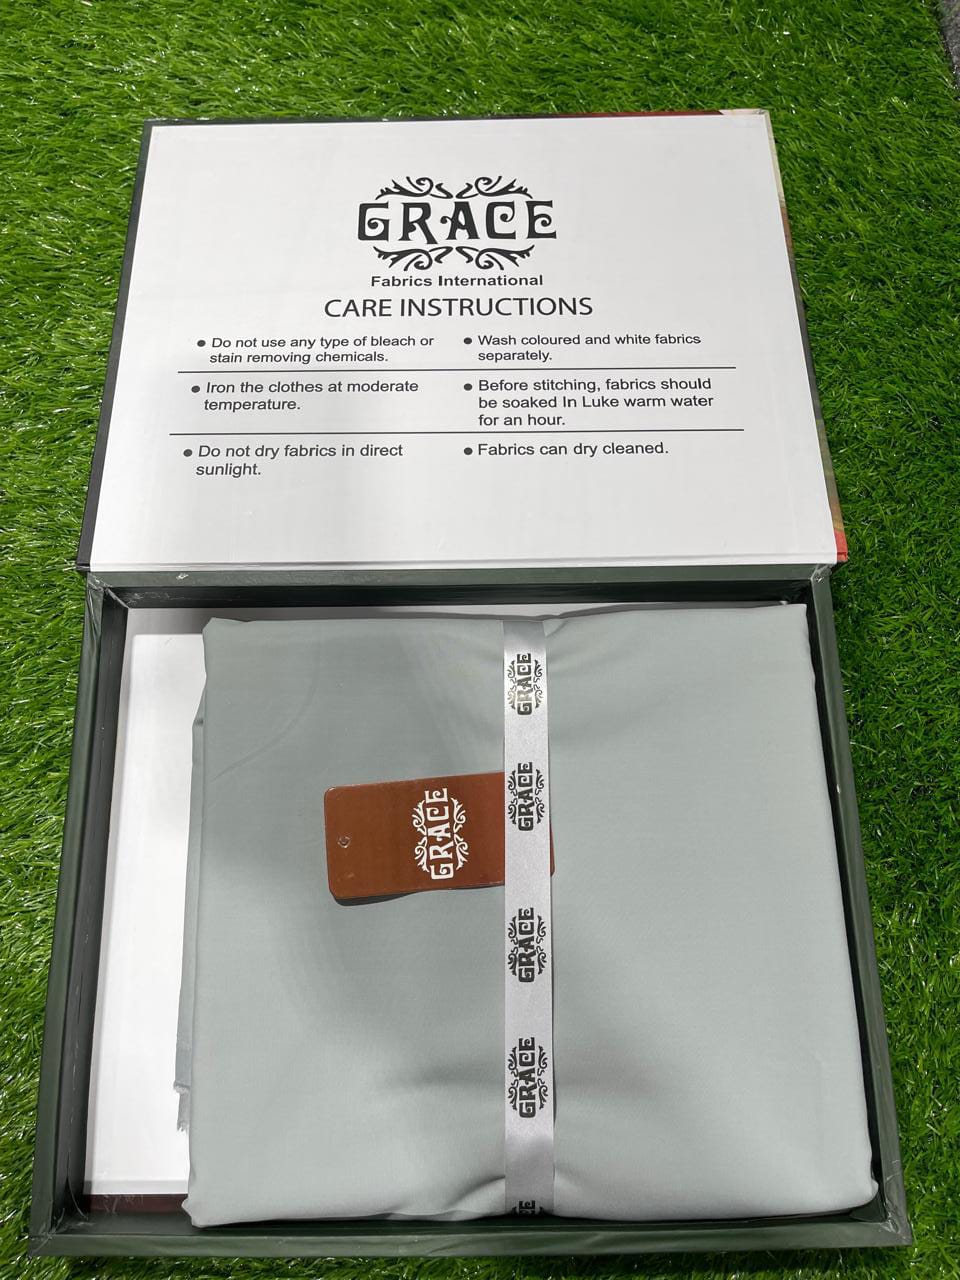 GRACE
Fabrics International
CARE INSTRUCTIONS
● Do not use any type of bleach or
stain removing chemicals.
● Wash coloured and white fabrics
separately.
● Iron the clothes at moderate
temperature.
● Before stitching, fabrics should
be soaked In Luke warm water
for an hour.
● Do not dry fabrics in direct
sunlight.
● Fabrics can dry cleaned.
GRACE
GRACE
GRACE
GRACE
GRACE
CE